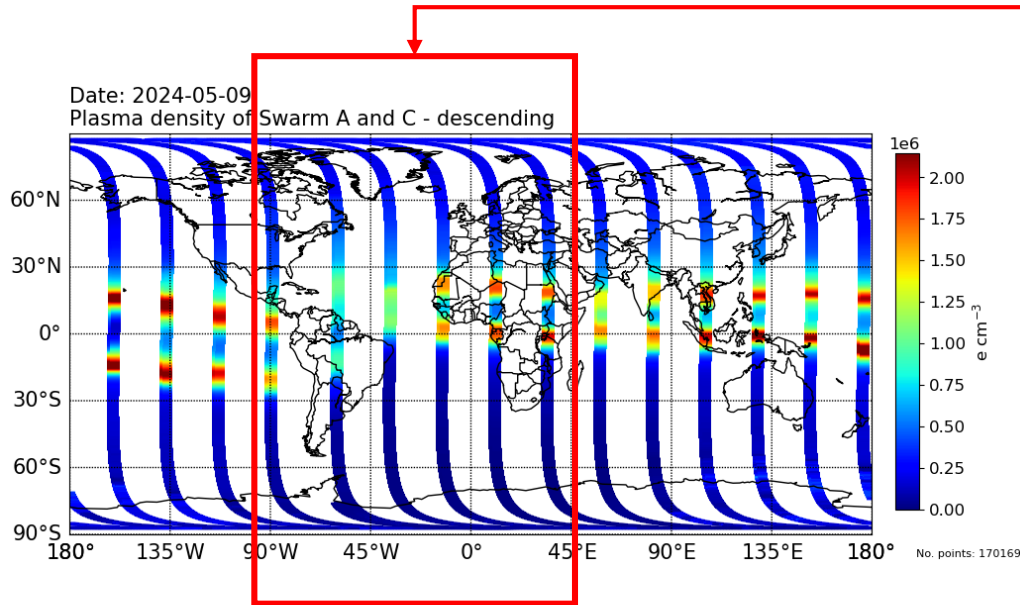 Date: 2024-05-09
Plasma density of Swarm A and C - descending
1e6
60°N
30°N
0°
30°S
60°S
90°S
180°
135°W
90°W
45°W
0°
45°E
90°E
135°E
180°
2.00
1.75
1.50
1.25
1.00
0.75
0.50
0.25
0.00
e cm⁻³
No. points: 170169